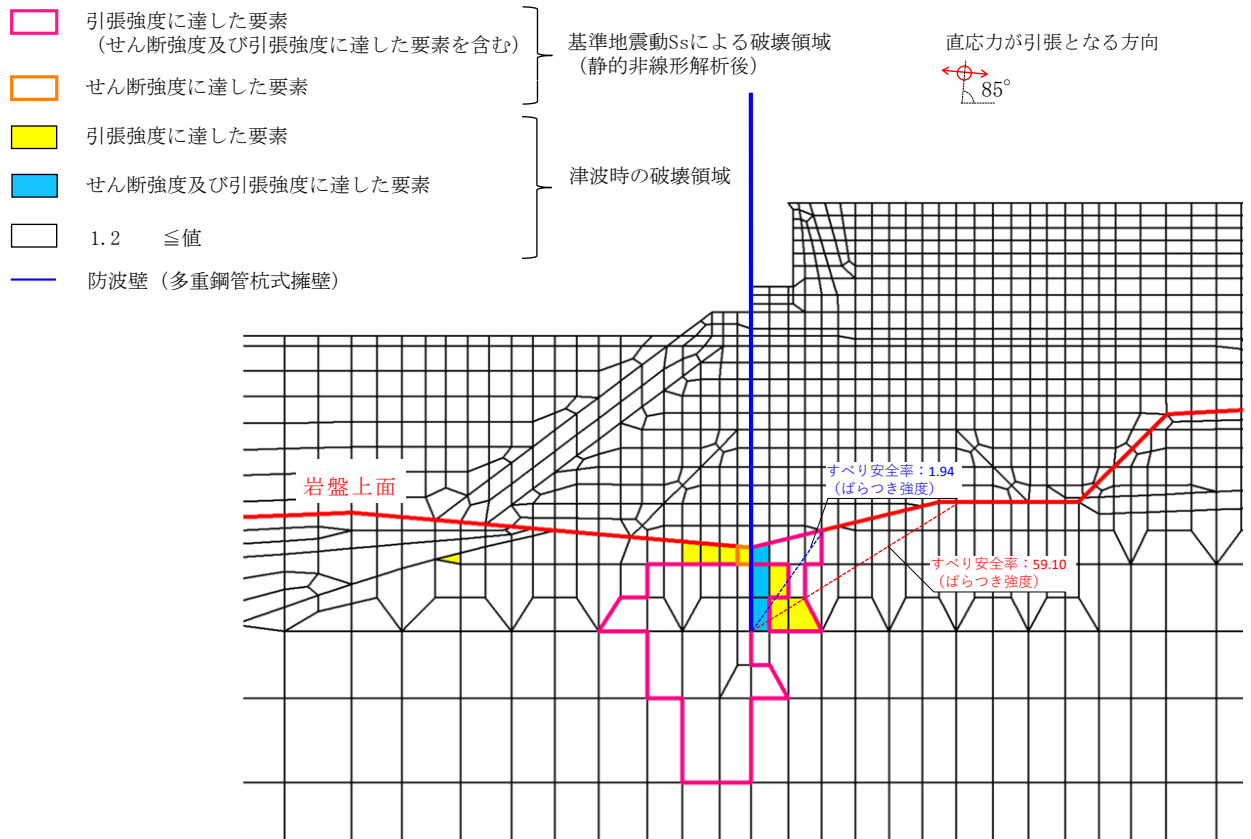 引張強度に達した要素
（せん断強度及び引張強度に達した要素を含む）
せん断強度に達した要素
基準地震動Ssによる破壊領域
（静的非線形解析後）
引張強度に達した要素
せん断強度及び引張強度に達した要素
1.2 ≦値
津波時の破壊領域
防波壁（多重鋼管杭式擁壁）
直応力が引張となる方向
85°
岩盤上面
すべり安全率：1.94
（ばらつき強度）
すべり安全率：59.10
（ばらつき強度）